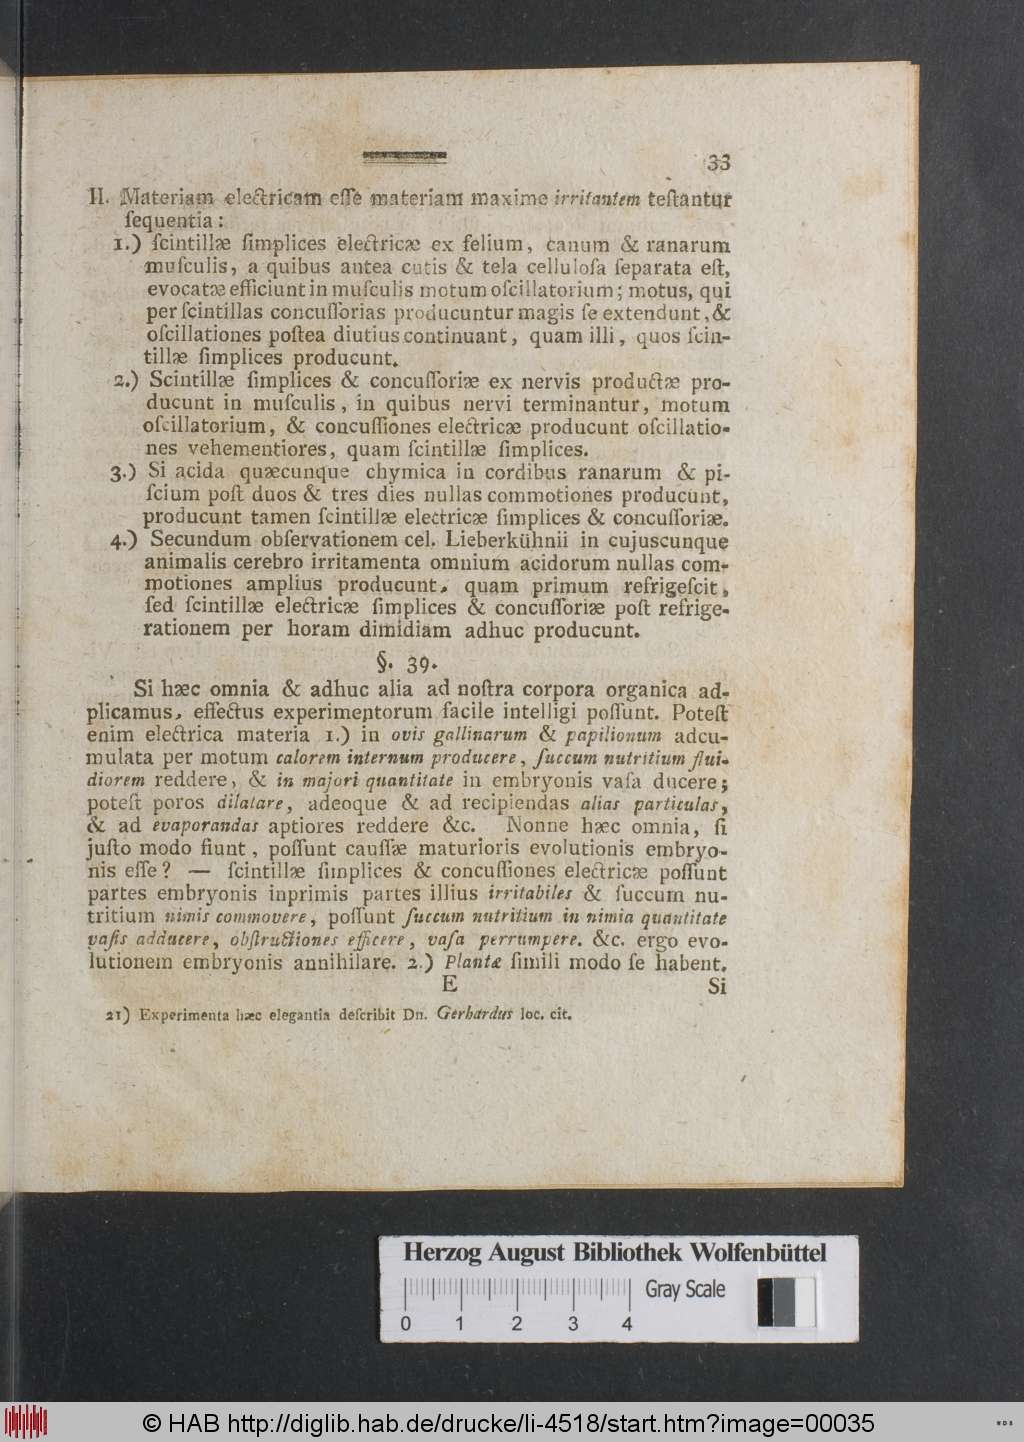 33
II. Materiam electricam eſſe materiam maxime irritantem teſtantur
ſequentia:
1.) ſcintillæ ſimplices electricæ ex felium, canum & ranarum
muſculis, a quibus antea cutis & tela celluloſa ſeparata eſt,
evocatæ efficiunt in muſculis motum oſcillatorium; motus, qui
per ſcintillas concuſſorias producuntur magis ſe extendunt, &
oſcillationes poſtea diutius continuant, quam illi, quos ſcin-
tillæ ſimplices producunt.
2.) Scintillæ ſimplices & concuſſoriæ ex nervis productæ pro-
ducunt in muſculis, in quibus nervi terminantur, motum
oſcillatorium, & concuſſiones electricæ producunt oſcillatio-
nes vehementiores, quam ſcintillæ ſimplices.
3.) Si acida quæcunque chymica in cordibus ranarum & pi-
ſcium poſt duos & tres dies nullas commotiones producunt,
producunt tamen ſcintillæ electricæ ſimplices & concuſſoriæ.
4.) Secundum obſervationem cel. Lieberkühnii in cujuscunque
animalis cerebro irritamenta omnium acidorum nullas com-
motiones amplius producunt, quam primum refrigeſcit,
ſed ſcintillæ electricæ ſimplices & concuſſoriæ poſt refrige-
rationem per horam dimidiam adhuc producunt.
§. 39.
Si hæc omnia & adhuc alia ad noſtra corpora organica ad-
plicamus, effectus experimentorum facile intelligi poſſunt. Poteſt
enim electrica materia 1.) in ovis gallinarum & papilionum adcu-
mulata per motum calorem internum producere, ſuccum nutritium flui-
diorem reddere, & in majori quantitate in embryonis vaſa ducere;
poteſt poros dilatare, adeoque & ad recipiendas alias particulas,
& ad evaporandas aptiores reddere &c. Nonne hæc omnia, ſi
juſto modo fiunt, poſſunt cauſſæ maturioris evolutionis embryo-
nis eſſe? — ſcintillæ ſimplices & concuſſiones electricæ poſſunt
partes embryonis inprimis partes illius irritabiles & ſuccum nu-
tritium nimis commovere, poſſunt ſuccum nutritium in nimia quantitate
vaſis adducere, obſtructiones efficere, vaſa perrumpere. &c. ergo evo-
lutionem embryonis annihilare. 2.) Plantæ ſimili modo ſe habent.
E Si
21) Experimenta hæc elegantia deſcribit Dn. Gerhardus loc. cit.
Herzog August Bibliothek Wolfenbüttel
Gray Scale
0 1 2 3 4
© HAB http://diglib.hab.de/drucke/li-4518/start.htm?image=00035